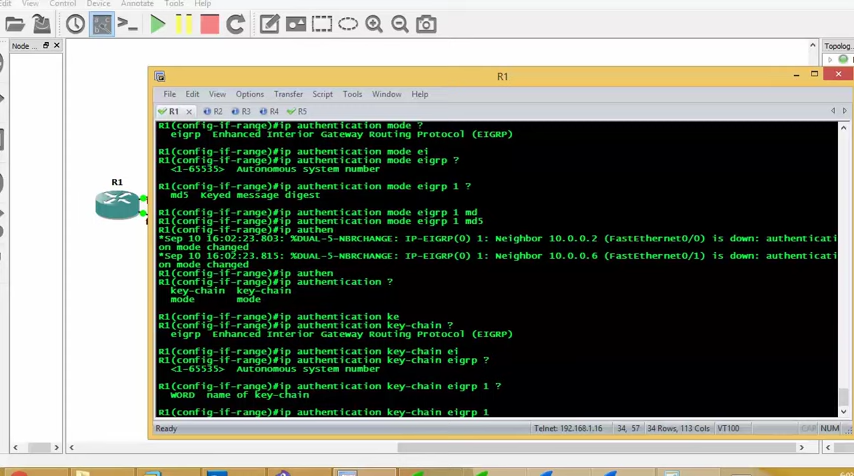 It View Control Device Annotate Tools Help
Node ...
R1
Topolog...
R1
File Edit View Options Transfer Script Tools Window Help
R1 R2 R3 R4 R5
R1(config-if-range)#ip authentication mode ?
eigrp Enhanced Interior Gateway Routing Protocol (EIGRP)
R1(config-if-range)#ip authentication mode ei
R1(config-if-range)#ip authentication mode eigrp ?
<1-65535> Autonomous system number
R1(config-if-range)#ip authentication mode eigrp 1 ?
md5 Keyed message digest
R1(config-if-range)#ip authentication mode eigrp 1 md
R1(config-if-range)#ip authentication mode eigrp 1 md5
R1(config-if-range)#ip authen
*Sep 10 16:02:23.803: %DUAL-5-NBRCHANGE: IP-EIGRP(0) 1: Neighbor 10.0.0.2 (FastEthernet0/0) is down: authenticati
on mode changed
*Sep 10 16:02:23.815: %DUAL-5-NBRCHANGE: IP-EIGRP(0) 1: Neighbor 10.0.0.6 (FastEthernet0/1) is down: authenticati
on mode changed
R1(config-if-range)#ip authen
R1(config-if-range)#ip authentication ?
key-chain key-chain
mode mode
R1(config-if-range)#ip authentication ke
R1(config-if-range)#ip authentication key-chain ?
eigrp Enhanced Interior Gateway Routing Protocol (EIGRP)
R1(config-if-range)#ip authentication key-chain ei
R1(config-if-range)#ip authentication key-chain eigrp ?
<1-65535> Autonomous system number
R1(config-if-range)#ip authentication key-chain eigrp 1 ?
WORD name of key-chain
R1(config-if-range)#ip authentication key-chain eigrp 1
Ready Telnet: 192.168.1.16 34, 57 34 Rows, 113 Cols VT100 CAP NUM